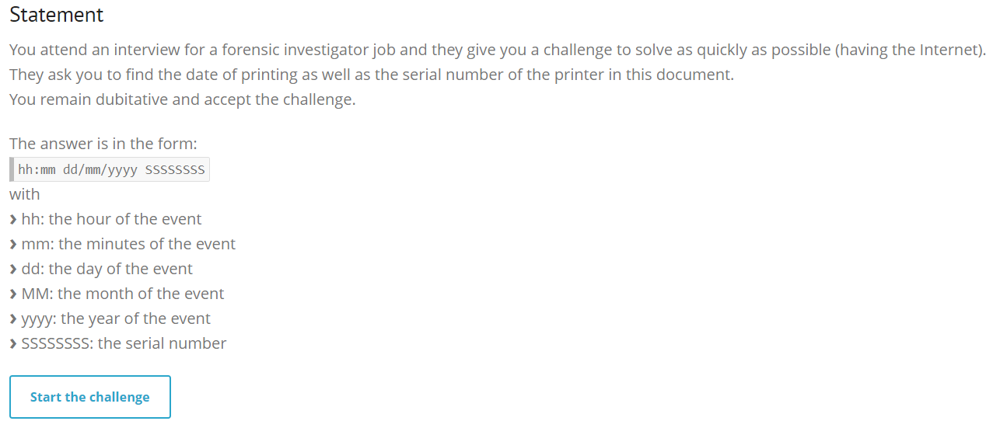 Statement
You attend an interview for a forensic investigator job and they give you a challenge to solve as quickly as possible (having the Internet).
They ask you to find the date of printing as well as the serial number of the printer in this document.
You remain dubitative and accept the challenge.
The answer is in the form:
hh:mm dd/mm/yyyy SSSSSSSS
with
› hh: the hour of the event
› mm: the minutes of the event
› dd: the day of the event
› MM: the month of the event
› yyyy: the year of the event
› SSSSSSSS: the serial number
Start the challenge